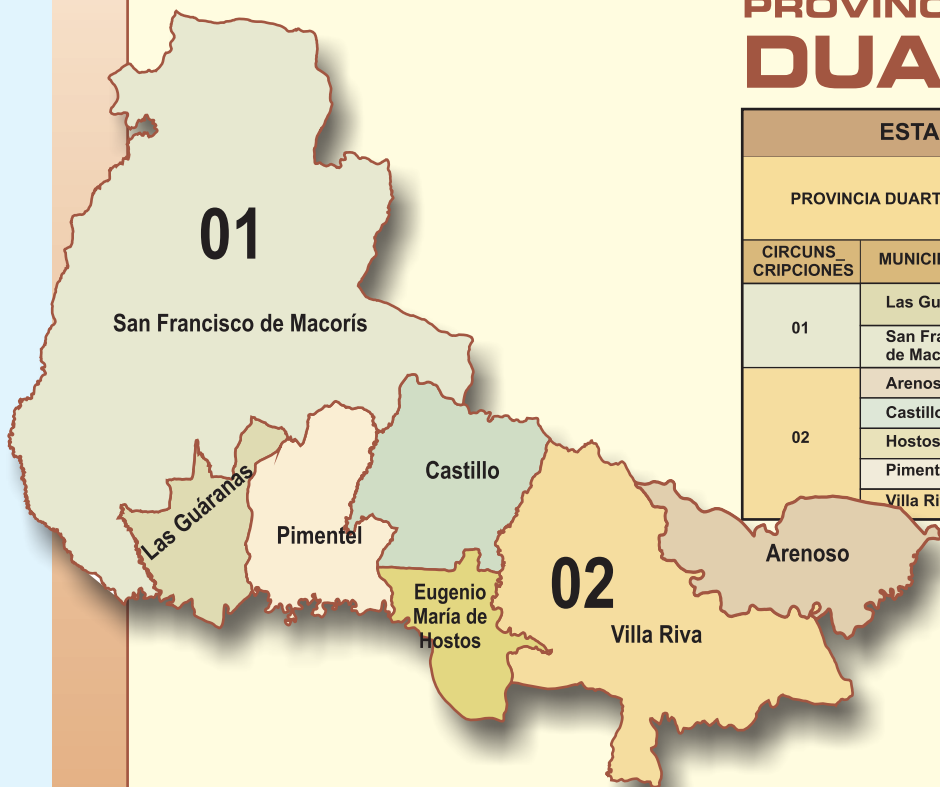 PROVINC
DUA
ESTA
PROVINCIA DUART
CIRCUNS_
CRIPCIONES
MUNICI
01
Las Gu
San Fra
de Mac
02
Arenos
Castillo
Hostos
Piment
Villa Ri
01
San Francisco de Macorís
Las Guáranas
Pimentel
Castillo
Eugenio
María de
Hostos
02
Villa Riva
Arenoso